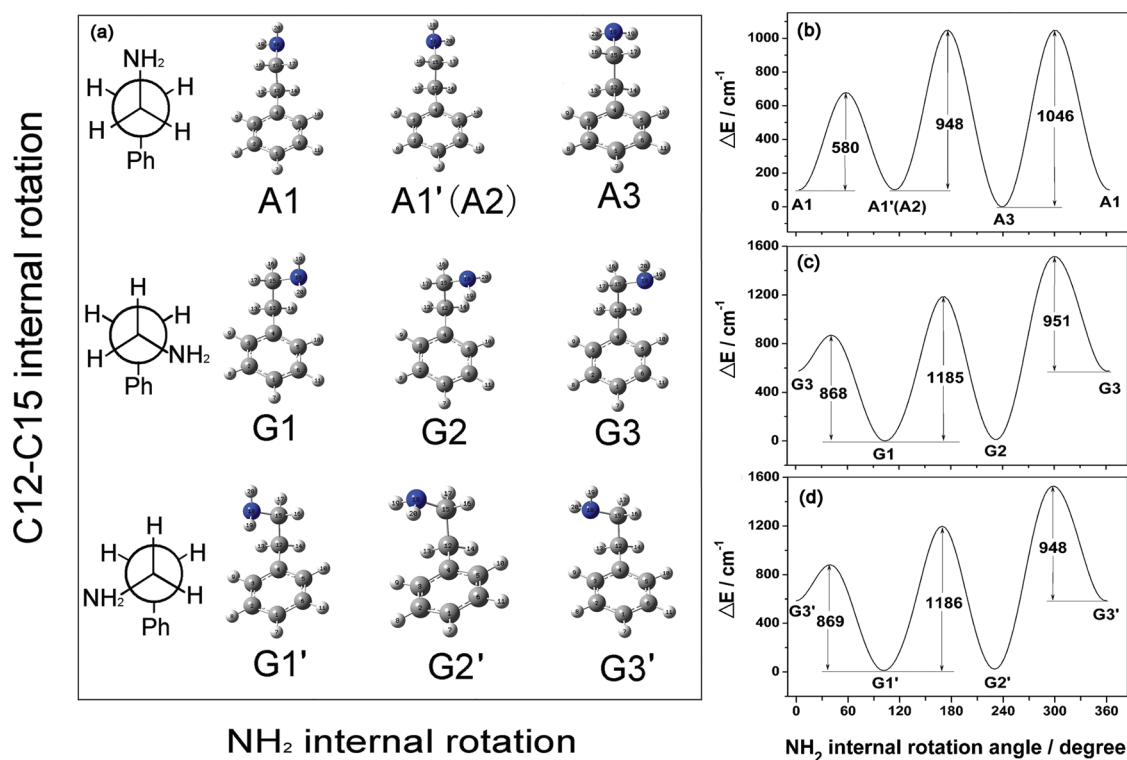 C12-C15 internal rotation
(a)
NH2
H H
H H
Ph
A1 A1'(A2) A3
H
H H
H NH2
Ph
G1 G2 G3
H
H H
NH2 H
Ph
G1' G2' G3'
NH2 internal rotation
(b)
ΔE / cm-1
1000
800
600
400
200
0
580 948 1046
A1 A1'(A2) A3 A1
(c)
ΔE / cm-1
1600
1200
800
400
0
868 1185 951
G3 G1 G2 G3
(d)
ΔE / cm-1
1600
1200
800
400
0
869 1186 948
G3' G1' G2' G3'
0 60 120 180 240 300 360
NH2 internal rotation angle / degree